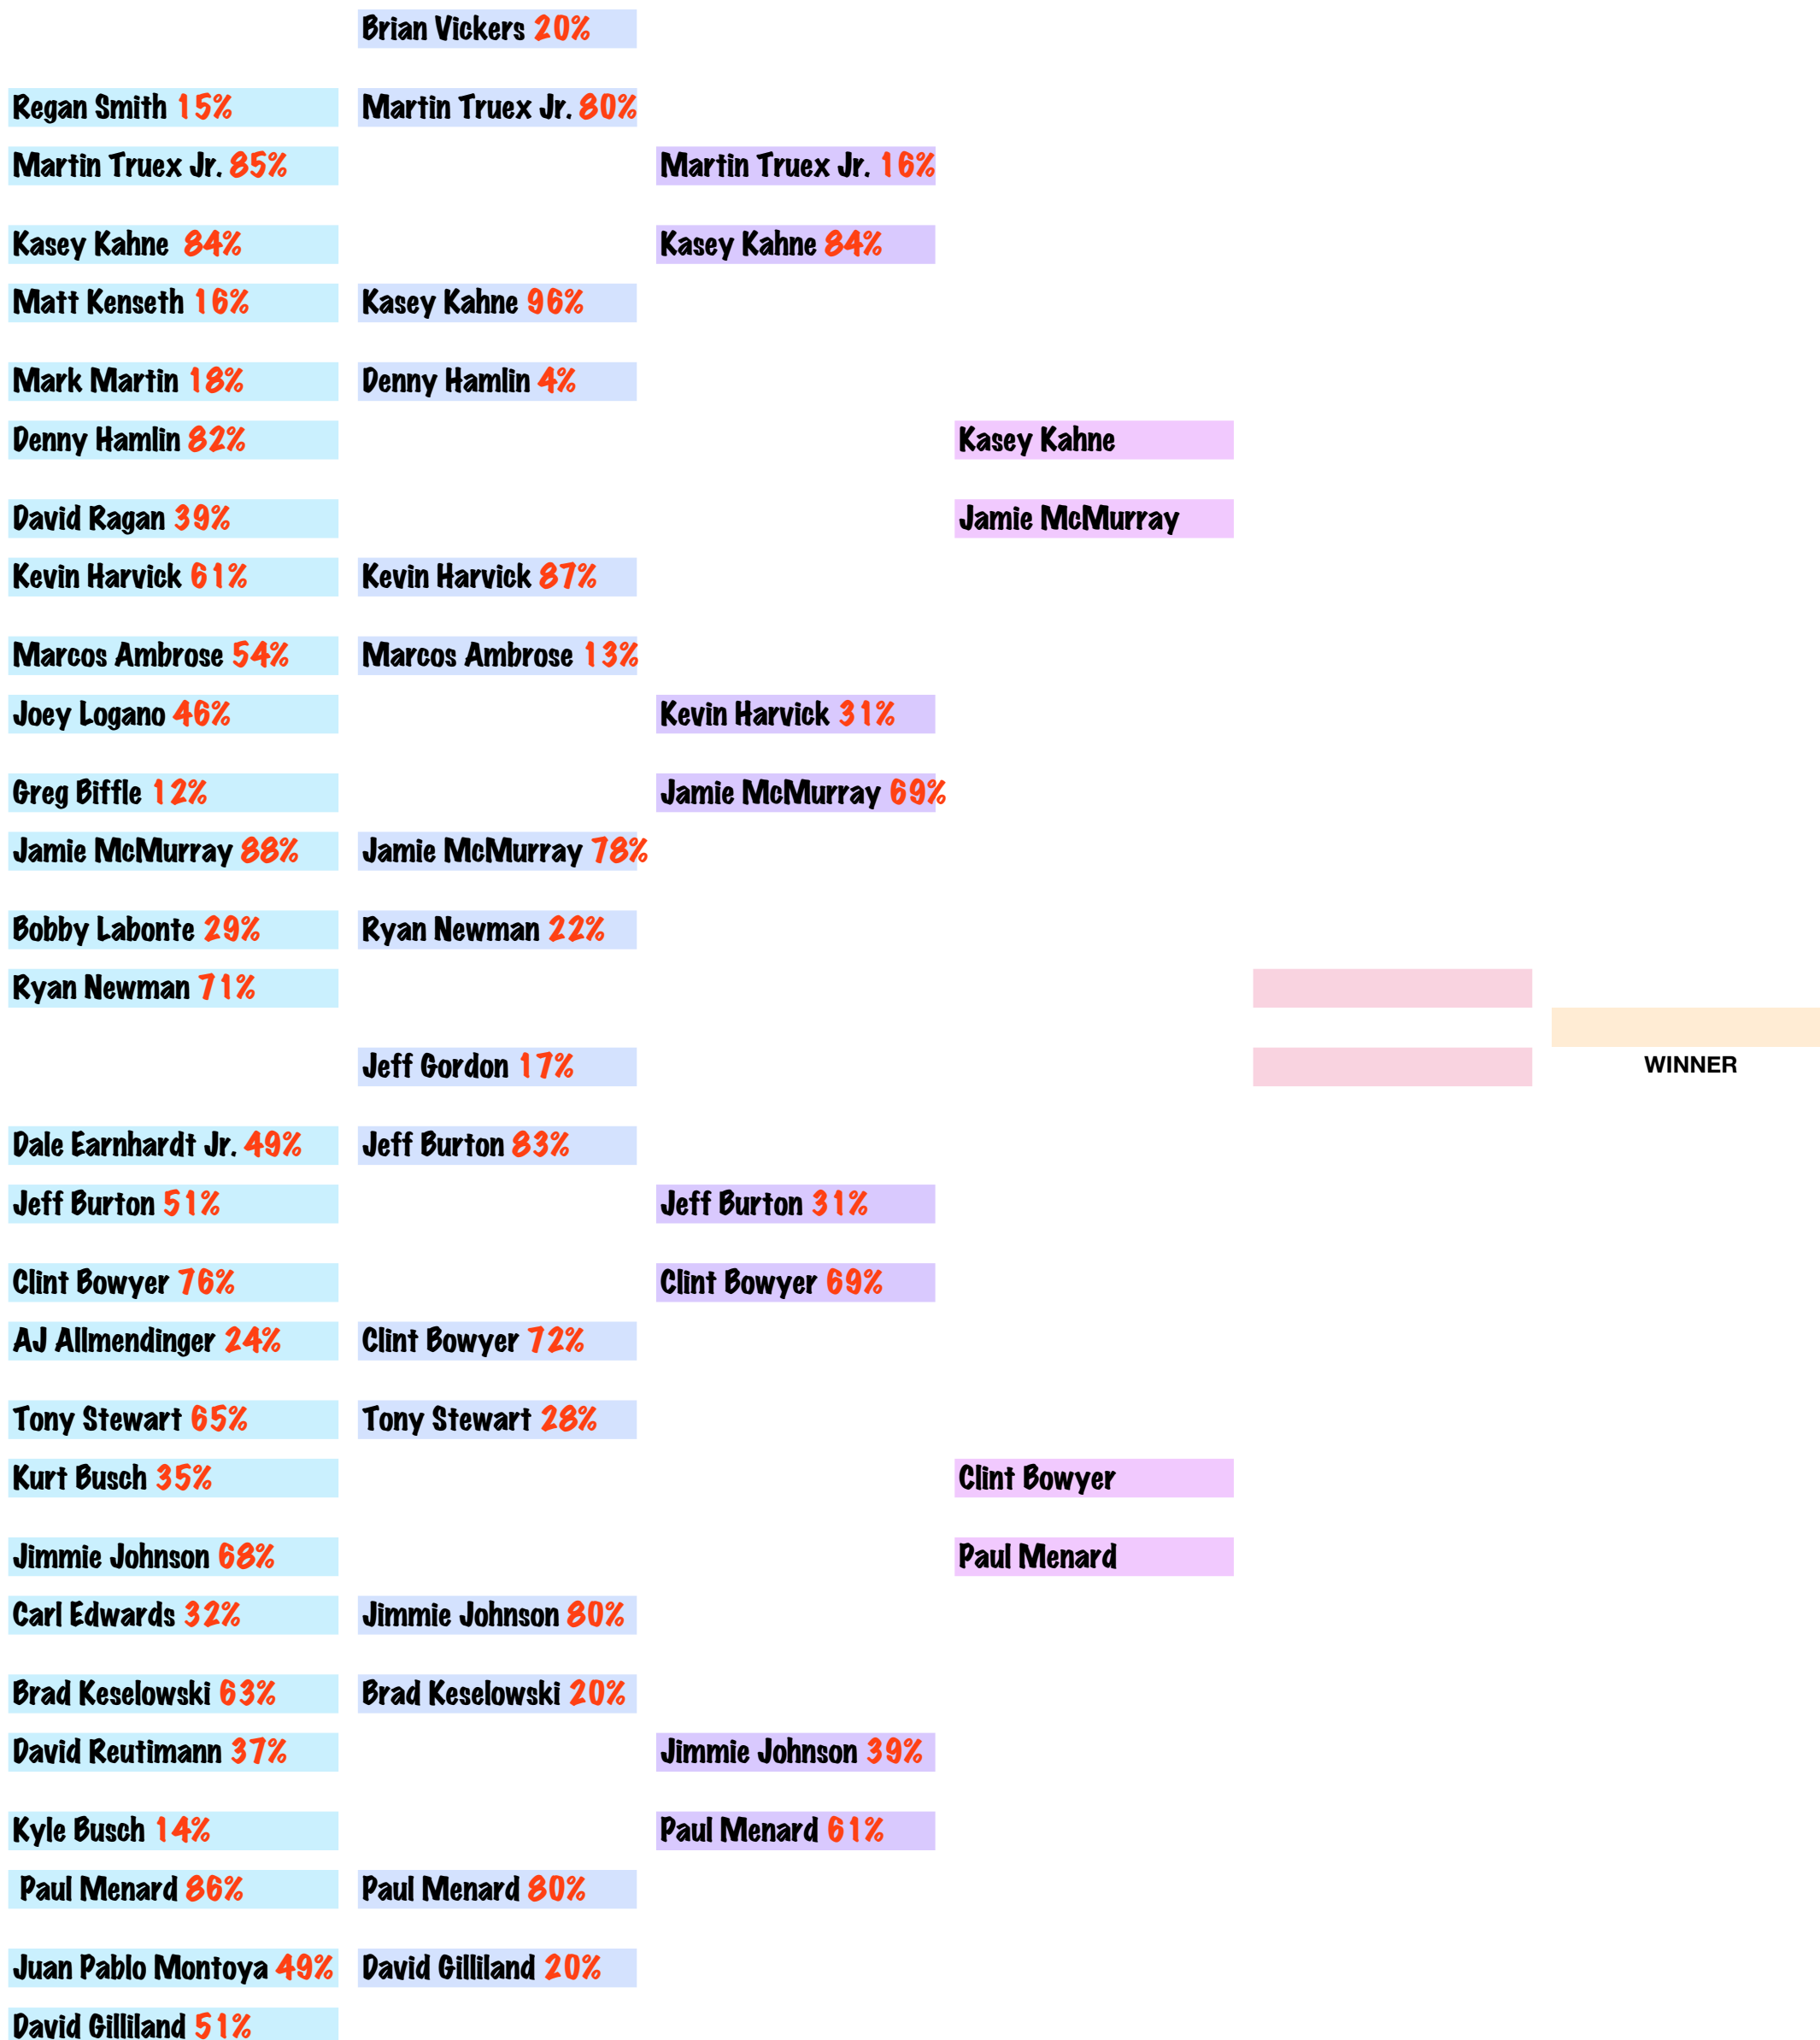 Brian Vickers 20%
Regan Smith 15%
Martin Truex Jr. 80%
Martin Truex Jr. 85%
Martin Truex Jr. 16%
Kasey Kahne 84%
Kasey Kahne 84%
Matt Kenseth 16%
Kasey Kahne 96%
Mark Martin 18%
Denny Hamlin 4%
Denny Hamlin 82%
Kasey Kahne
David Ragan 39%
Jamie McMurray
Kevin Harvick 61%
Kevin Harvick 87%
Marcos Ambrose 54%
Marcos Ambrose 13%
Joey Logano 46%
Kevin Harvick 31%
Greg Biffle 12%
Jamie McMurray 69%
Jamie McMurray 88%
Jamie McMurray 78%
Bobby Labonte 29%
Ryan Newman 22%
Ryan Newman 71%
Jeff Gordon 17%
WINNER
Dale Earnhardt Jr. 49%
Jeff Burton 83%
Jeff Burton 51%
Jeff Burton 31%
Clint Bowyer 76%
Clint Bowyer 69%
AJ Allmendinger 24%
Clint Bowyer 72%
Tony Stewart 65%
Tony Stewart 28%
Kurt Busch 35%
Clint Bowyer
Jimmie Johnson 68%
Paul Menard
Carl Edwards 32%
Jimmie Johnson 80%
Brad Keselowski 63%
Brad Keselowski 20%
David Reutimann 37%
Jimmie Johnson 39%
Kyle Busch 14%
Paul Menard 61%
Paul Menard 86%
Paul Menard 80%
Juan Pablo Montoya 49%
David Gilliland 20%
David Gilliland 51%